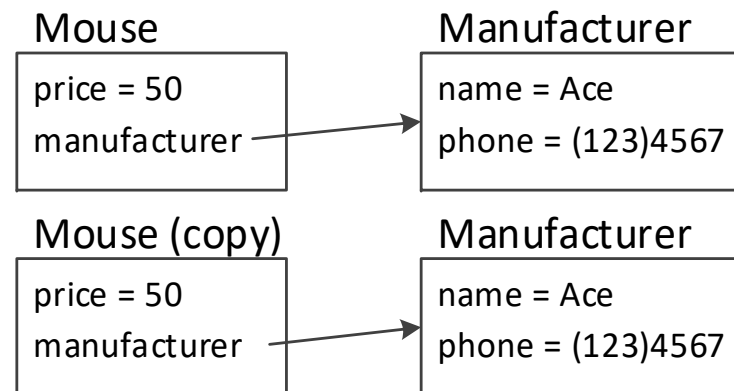 Mouse
price = 50
manufacturer
Manufacturer
name = Ace
phone = (123)4567
Mouse (copy)
price = 50
manufacturer
Manufacturer
name = Ace
phone = (123)4567